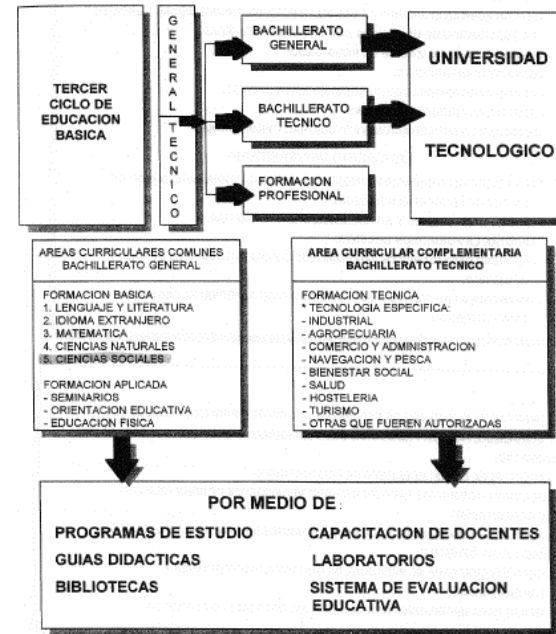 TERCER
CICLO DE
EDUCACION
BASICA
GENERAL
TECNICO
BACHILLERATO
GENERAL
BACHILLERATO
TECNICO
FORMACION
PROFESIONAL
UNIVERSIDAD
TECNOLOGICO
AREAS CURRICULARES COMUNES
BACHILLERATO GENERAL
FORMACION BASICA
1. LENGUAJE Y LITERATURA
2. IDIOMA EXTRANJERO
3. MATEMATICA
4. CIENCIAS NATURALES
5. CIENCIAS SOCIALES
FORMACION APLICADA
- SEMINARIOS
- ORIENTACION EDUCATIVA
- EDUCACION FISICA
AREA CURRICULAR COMPLEMENTARIA
BACHILLERATO TECNICO
FORMACION TECNICA
* TECNOLOGIA ESPECIFICA:
- INDUSTRIAL
- AGROPECUARIA
- COMERCIO Y ADMINISTRACION
- NAVEGACION Y PESCA
- BIENESTAR SOCIAL
- SALUD
- HOSTELERIA
- TURISMO
- OTRAS QUE FUEREN AUTORIZADAS
POR MEDIO DE:
PROGRAMAS DE ESTUDIO
GUIAS DIDACTICAS
BIBLIOTECAS
CAPACITACION DE DOCENTES
LABORATORIOS
SISTEMA DE EVALUACION
EDUCATIVA